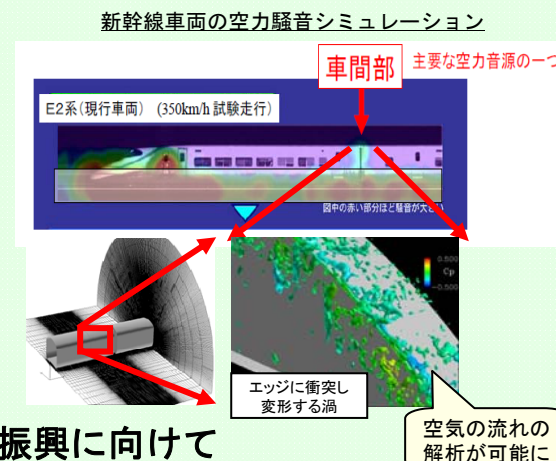 新幹線車両の空力騒音シミュレーション
車間部
主要な空力音源の一つ
E2系(現行車両) (350km/h 試験走行)
図中の赤い部分ほど騒音が大きい
0.500
Cp
-0.500
エッジに衝突し
変形する渦
空気の流れの
解析が可能に
振興に向けて